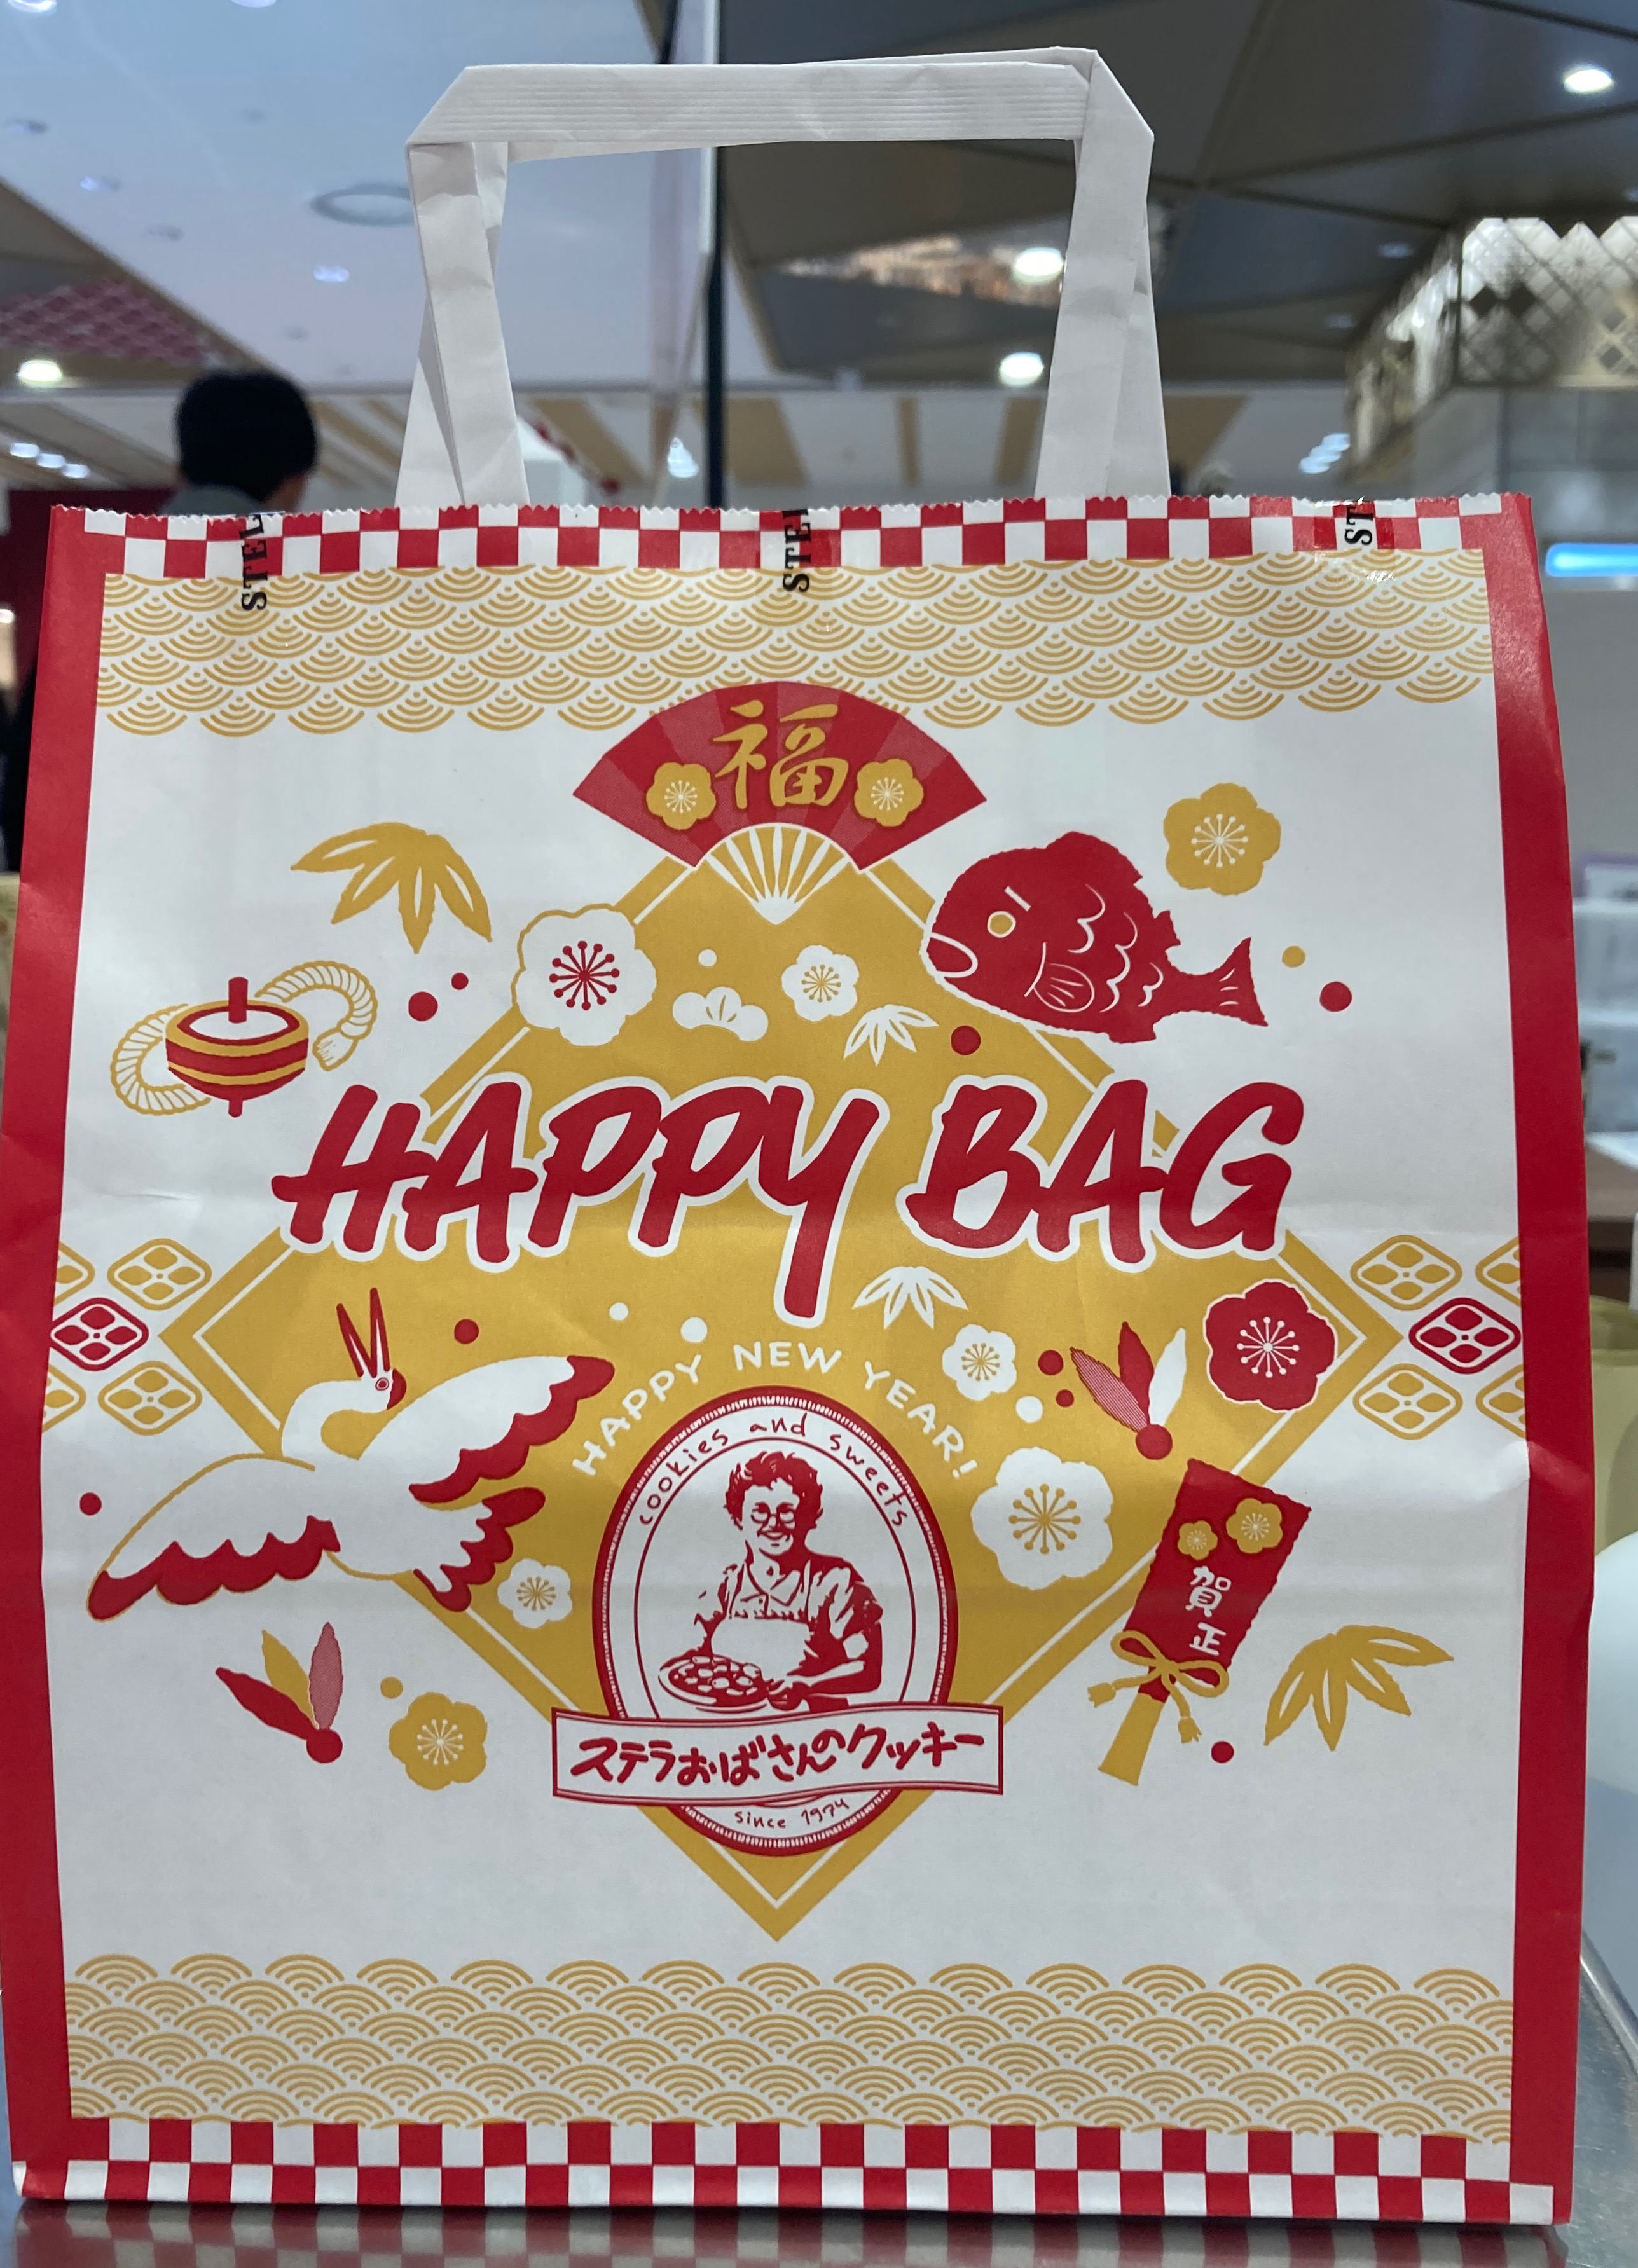 STEL
STEL
ST
福
HAPPY BAG
HAPPY NEW YEAR!
cookies and sweets
賀正
ステラおばさんのクッキー
since 1974